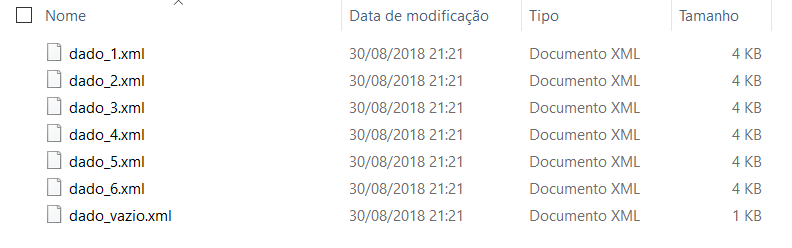 Nome Data de modificação Tipo Tamanho
dado_1.xml 30/08/2018 21:21 Documento XML 4 KB
dado_2.xml 30/08/2018 21:21 Documento XML 4 KB
dado_3.xml 30/08/2018 21:21 Documento XML 4 KB
dado_4.xml 30/08/2018 21:21 Documento XML 4 KB
dado_5.xml 30/08/2018 21:21 Documento XML 4 KB
dado_6.xml 30/08/2018 21:21 Documento XML 4 KB
dado_vazio.xml 30/08/2018 21:21 Documento XML 1 KB